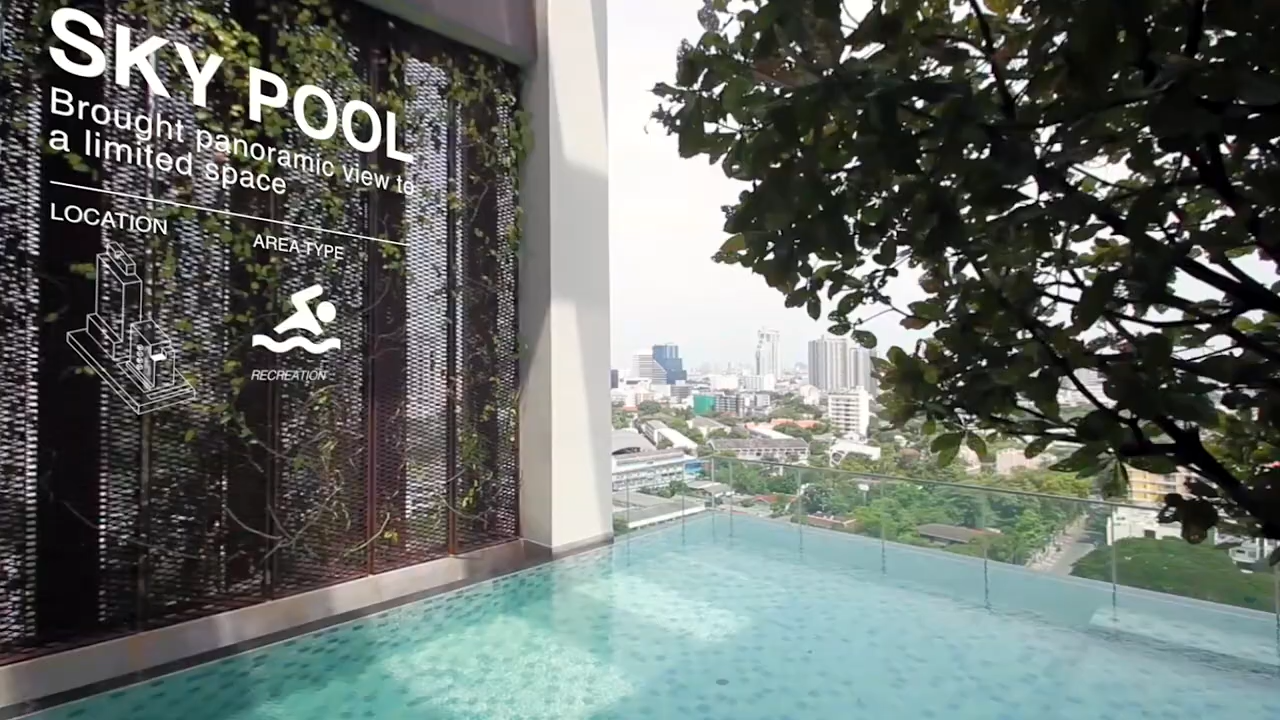 SKY POOL
Brought panoramic view to
a limited space
LOCATION
AREA TYPE
RECREATION